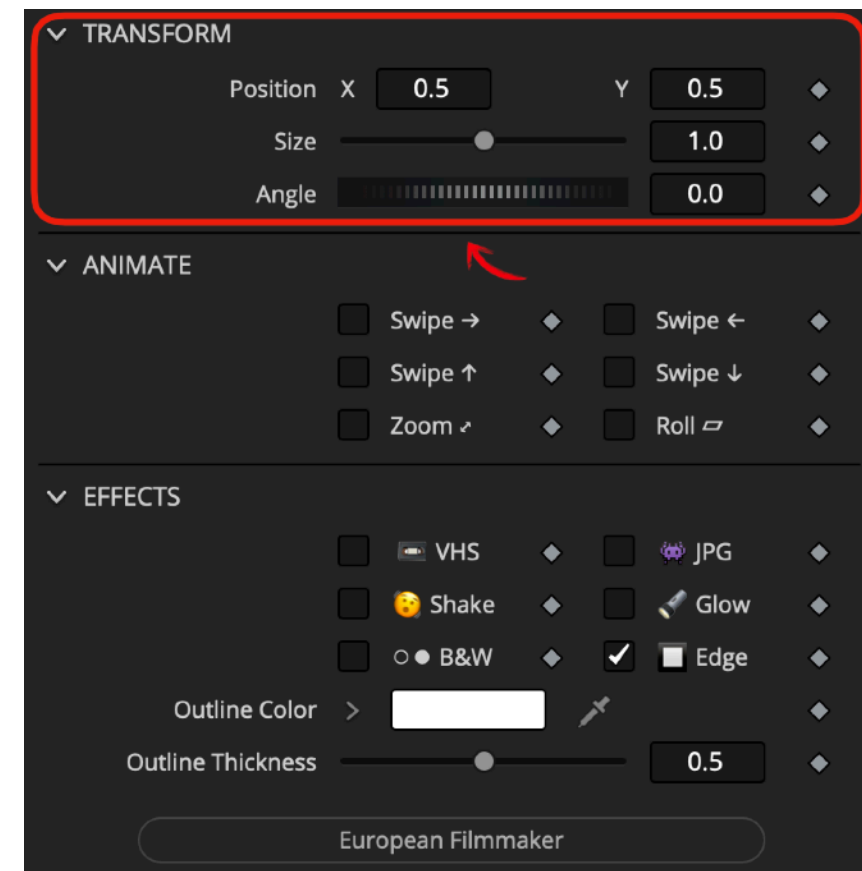 TRANSFORM
Position X 0.5 Y 0.5
Size 1.0
Angle 0.0
ANIMATE
Swipe → Swipe ←
Swipe ↑ Swipe ↓
Zoom ⤢ Roll ▱
EFFECTS
VHS JPG
Shake Glow
B&W Edge
Outline Color
Outline Thickness 0.5
European Filmmaker